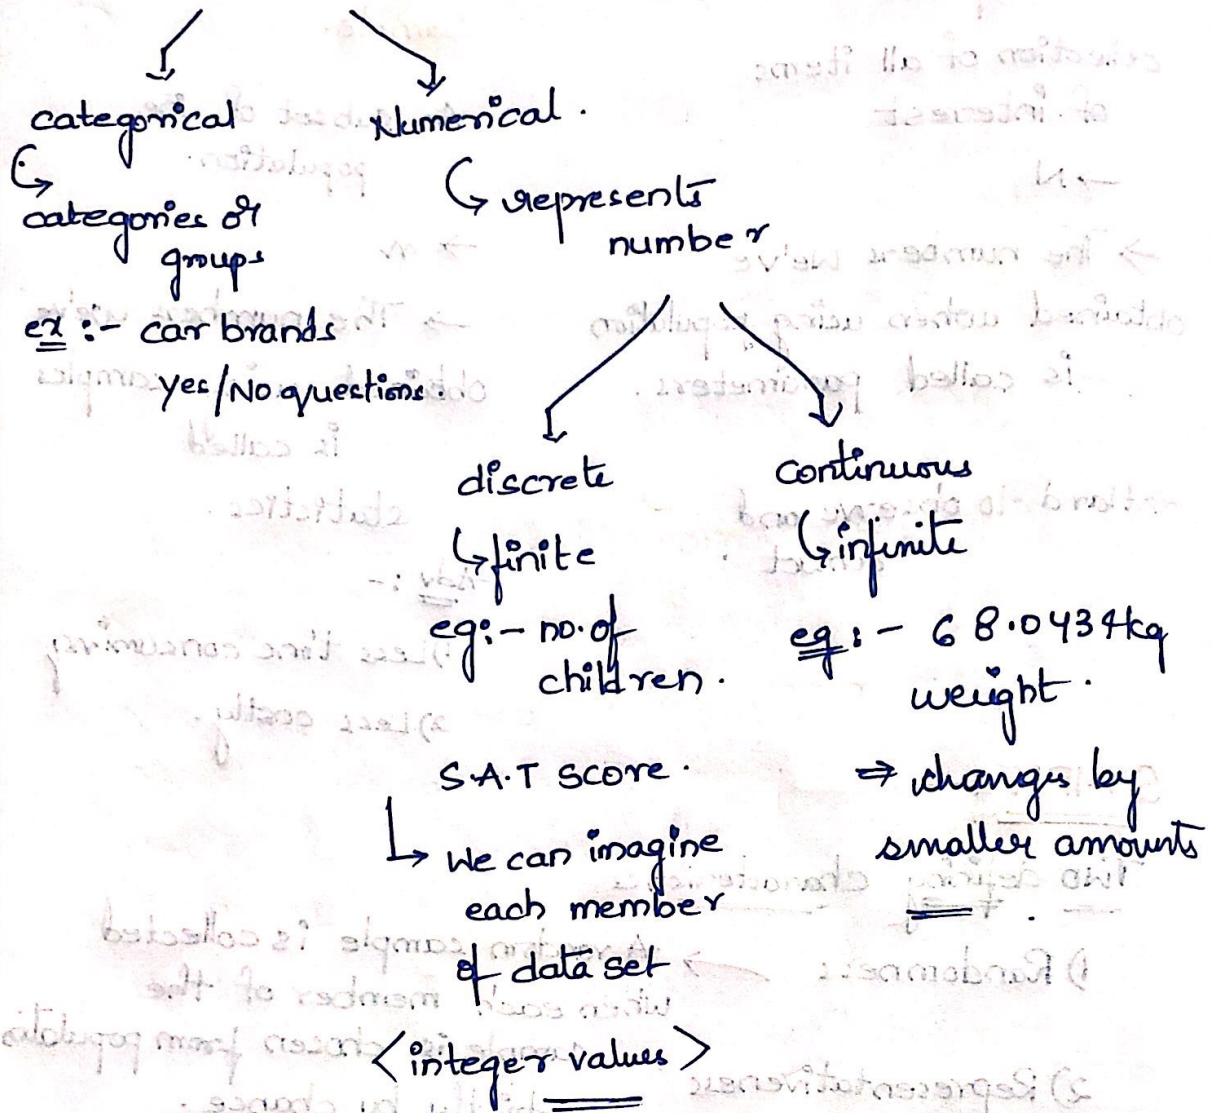 categorical
Numerical.
categories or
groups
ex :- car brands
Yes/No questions.
represents
number
discrete
finite
eg:- no. of
children.
S.A.T score.
We can imagine
each member
of data set
<integer values>
continuous
infinite
eg :- 68.0434kg
weight.
⇒ changes by
smaller amounts